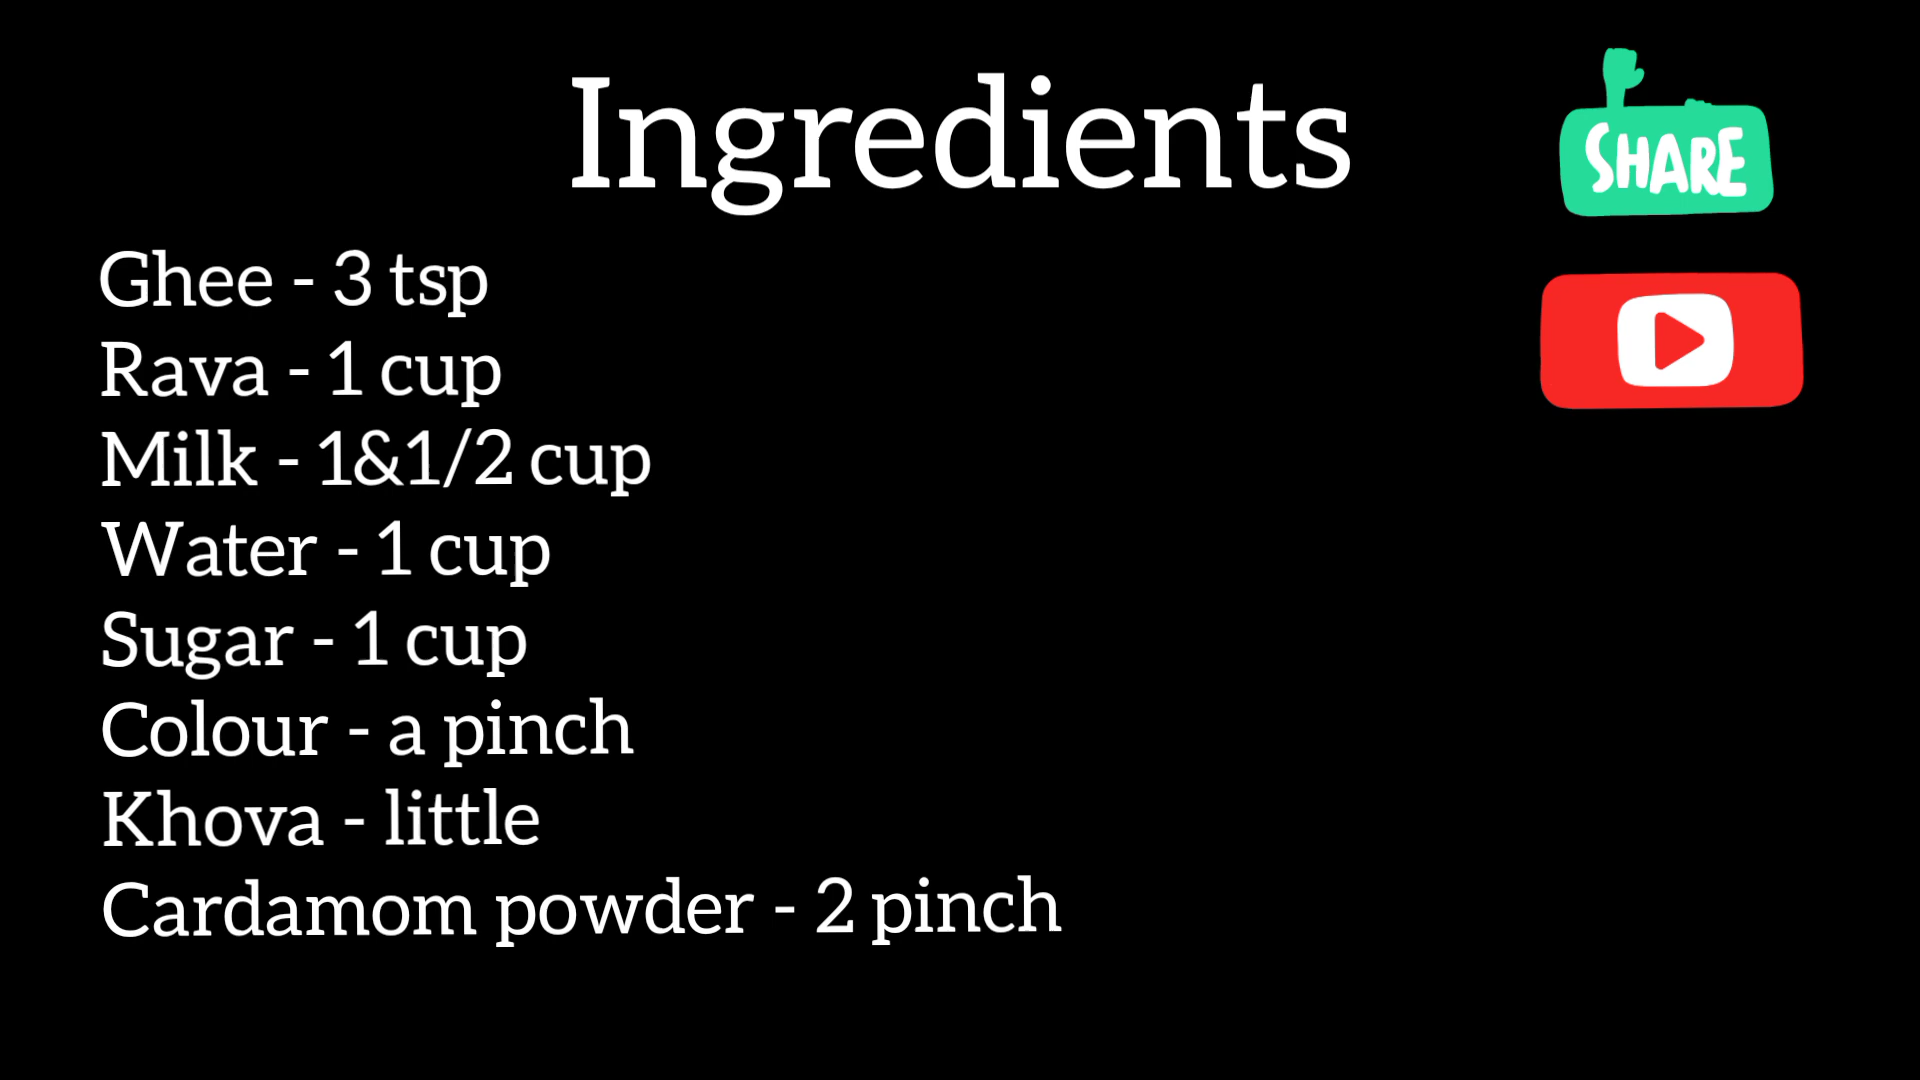 Ingredients
SHARE
Ghee - 3 tsp
Rava - 1 cup
Milk - 1&1/2 cup
Water - 1 cup
Sugar - 1 cup
Colour - a pinch
Khova - little
Cardamom powder - 2 pinch